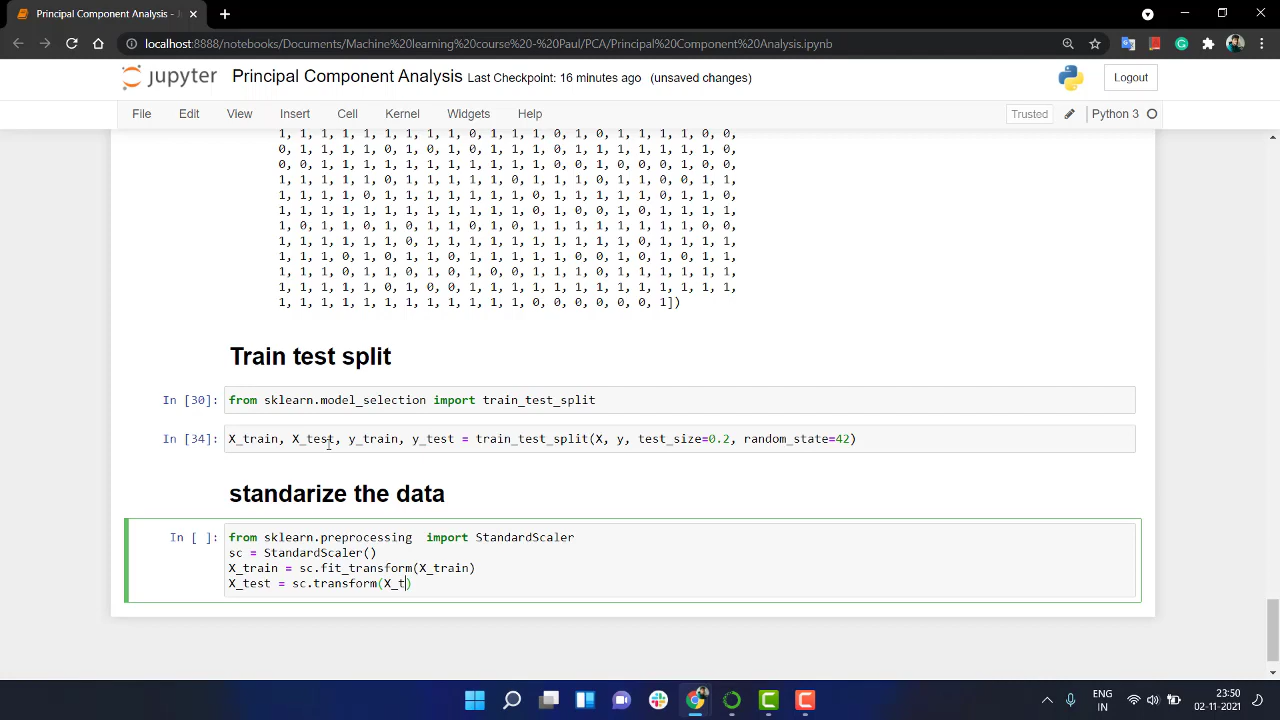 Principal Component Analysis - J
localhost:8888/notebooks/Documents/Machine%20learning%20course%20-%20Paul/PCA/Principal%20Component%20Analysis.ipynb
jupyter Principal Component Analysis Last Checkpoint: 16 minutes ago (unsaved changes) Logout
File Edit View Insert Cell Kernel Widgets Help Trusted Python 3
1, 1, 1, 1, 1, 1, 1, 1, 1, 0, 1, 1, 1, 0, 1, 0, 1, 1, 1, 1, 0, 0,
0, 1, 1, 1, 1, 0, 1, 0, 1, 0, 1, 1, 1, 0, 1, 1, 1, 1, 1, 1, 1, 0,
0, 0, 1, 1, 1, 1, 1, 1, 1, 1, 1, 1, 1, 1, 0, 0, 1, 0, 0, 0, 1, 0, 0,
1, 1, 1, 1, 1, 0, 1, 1, 1, 1, 1, 0, 1, 1, 1, 1, 0, 1, 1, 0, 0, 1, 1,
1, 1, 1, 1, 0, 1, 1, 1, 1, 1, 1, 1, 0, 1, 1, 1, 1, 1, 0, 1, 1, 0,
1, 1, 1, 1, 1, 1, 1, 1, 1, 1, 1, 1, 0, 1, 0, 0, 1, 0, 1, 1, 1, 1,
1, 0, 1, 1, 0, 1, 0, 1, 1, 0, 1, 1, 1, 1, 1, 1, 1, 1, 0, 0,
1, 1, 1, 1, 1, 1, 0, 1, 1, 1, 1, 1, 1, 1, 1, 1, 1, 0, 1, 1, 1, 1,
1, 1, 1, 0, 1, 0, 1, 1, 0, 1, 1, 1, 1, 1, 0, 1, 0, 1, 0, 1, 1,
1, 1, 1, 0, 1, 1, 0, 1, 0, 1, 0, 0, 1, 1, 1, 0, 1, 1, 1, 1, 1, 1,
1, 1, 1, 1, 1, 0, 1, 0, 0, 1, 1, 1, 1, 1, 1, 1, 1, 1, 1, 1, 1, 1,
1, 1, 1, 1, 1, 1, 1, 1, 1, 1, 1, 1, 0, 0, 0, 0, 0, 0, 1])
Train test split
In [30]: from sklearn.model_selection import train_test_split
In [34]: X_train, X_test, y_train, y_test = train_test_split(X, y, test_size=0.2, random_state=42)
standarize the data
In [ ]: from sklearn.preprocessing  import StandardScaler
sc = StandardScaler()
X_train = sc.fit_transform(X_train)
X_test = sc.transform(X_t)
ENG
IN
23:50
02-11-2021